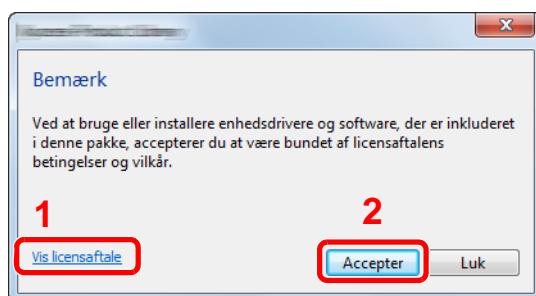 Bemærk
Ved at bruge eller installere enhedsdrivere og software, der er inkluderet
i denne pakke, accepterer du at være bundet af licensaftalens
betingelser og vilkår.
1
2
Vis licensaftale
Accepter
Luk